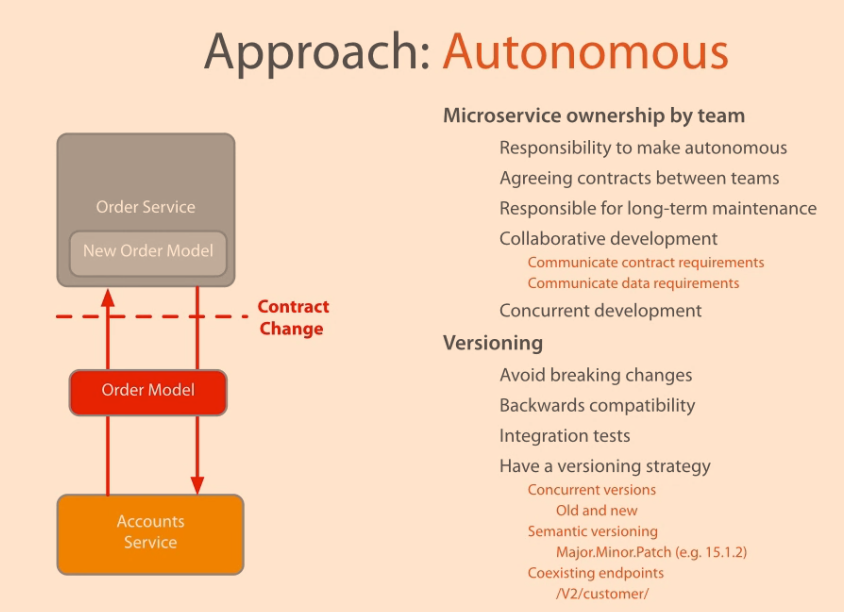 Approach: Autonomous
Order Service
New Order Model
Contract
Change
Order Model
Accounts
Service
Microservice ownership by team
Responsibility to make autonomous
Agreeing contracts between teams
Responsible for long-term maintenance
Collaborative development
Communicate contract requirements
Communicate data requirements
Concurrent development
Versioning
Avoid breaking changes
Backwards compatibility
Integration tests
Have a versioning strategy
Concurrent versions
Old and new
Semantic versioning
Major.Minor.Patch (e.g. 15.1.2)
Coexisting endpoints
/V2/customer/